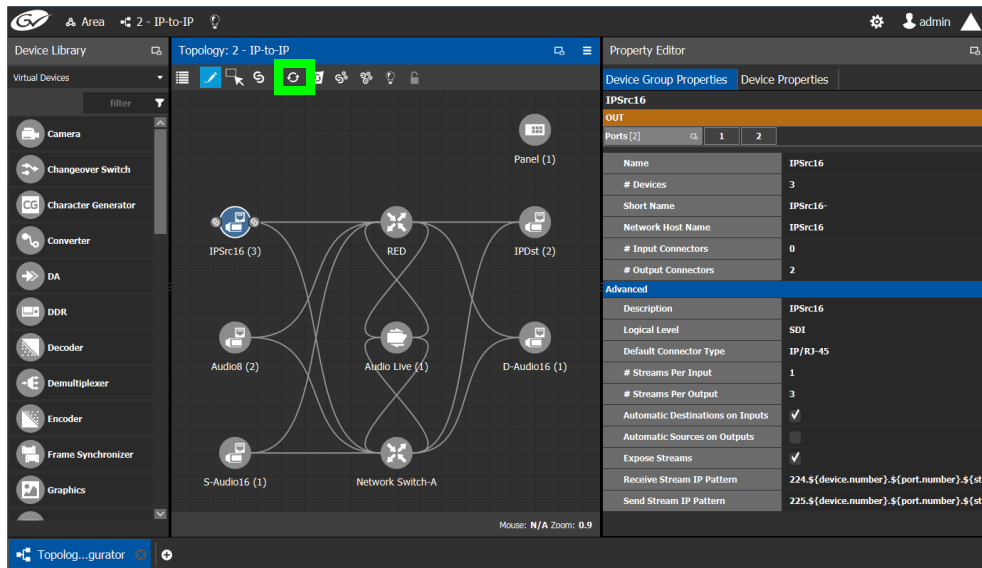 GV Area 2 - IP-to-IP admin
Device Library
Virtual Devices
filter
Camera
Changeover Switch
CG Character Generator
Converter
DA
DDR
Decoder
Demultiplexer
Encoder
Frame Synchronizer
Graphics
Topology: 2 - IP-to-IP
Panel (1)
IPSrc16 (3)
RED
IPDst (2)
Audio8 (2)
Audio Live (1)
D-Audio16 (1)
S-Audio16 (1)
Network Switch-A
Mouse: N/A Zoom: 0.9
Property Editor
Device Group Properties Device Properties
IPSrc16
OUT
Ports [2] 1 2
Name IPSrc16
# Devices 3
Short Name IPSrc16-
Network Host Name IPSrc16
# Input Connectors 0
# Output Connectors 2
Advanced
Description IPSrc16
Logical Level SDI
Default Connector Type IP/RJ-45
# Streams Per Input 1
# Streams Per Output 3
Automatic Destinations on Inputs
Automatic Sources on Outputs
Expose Streams
Receive Stream IP Pattern 224.${device.number}.${port.number}.${st
Send Stream IP Pattern 225.${device.number}.${port.number}.${st
Topolog...gurator